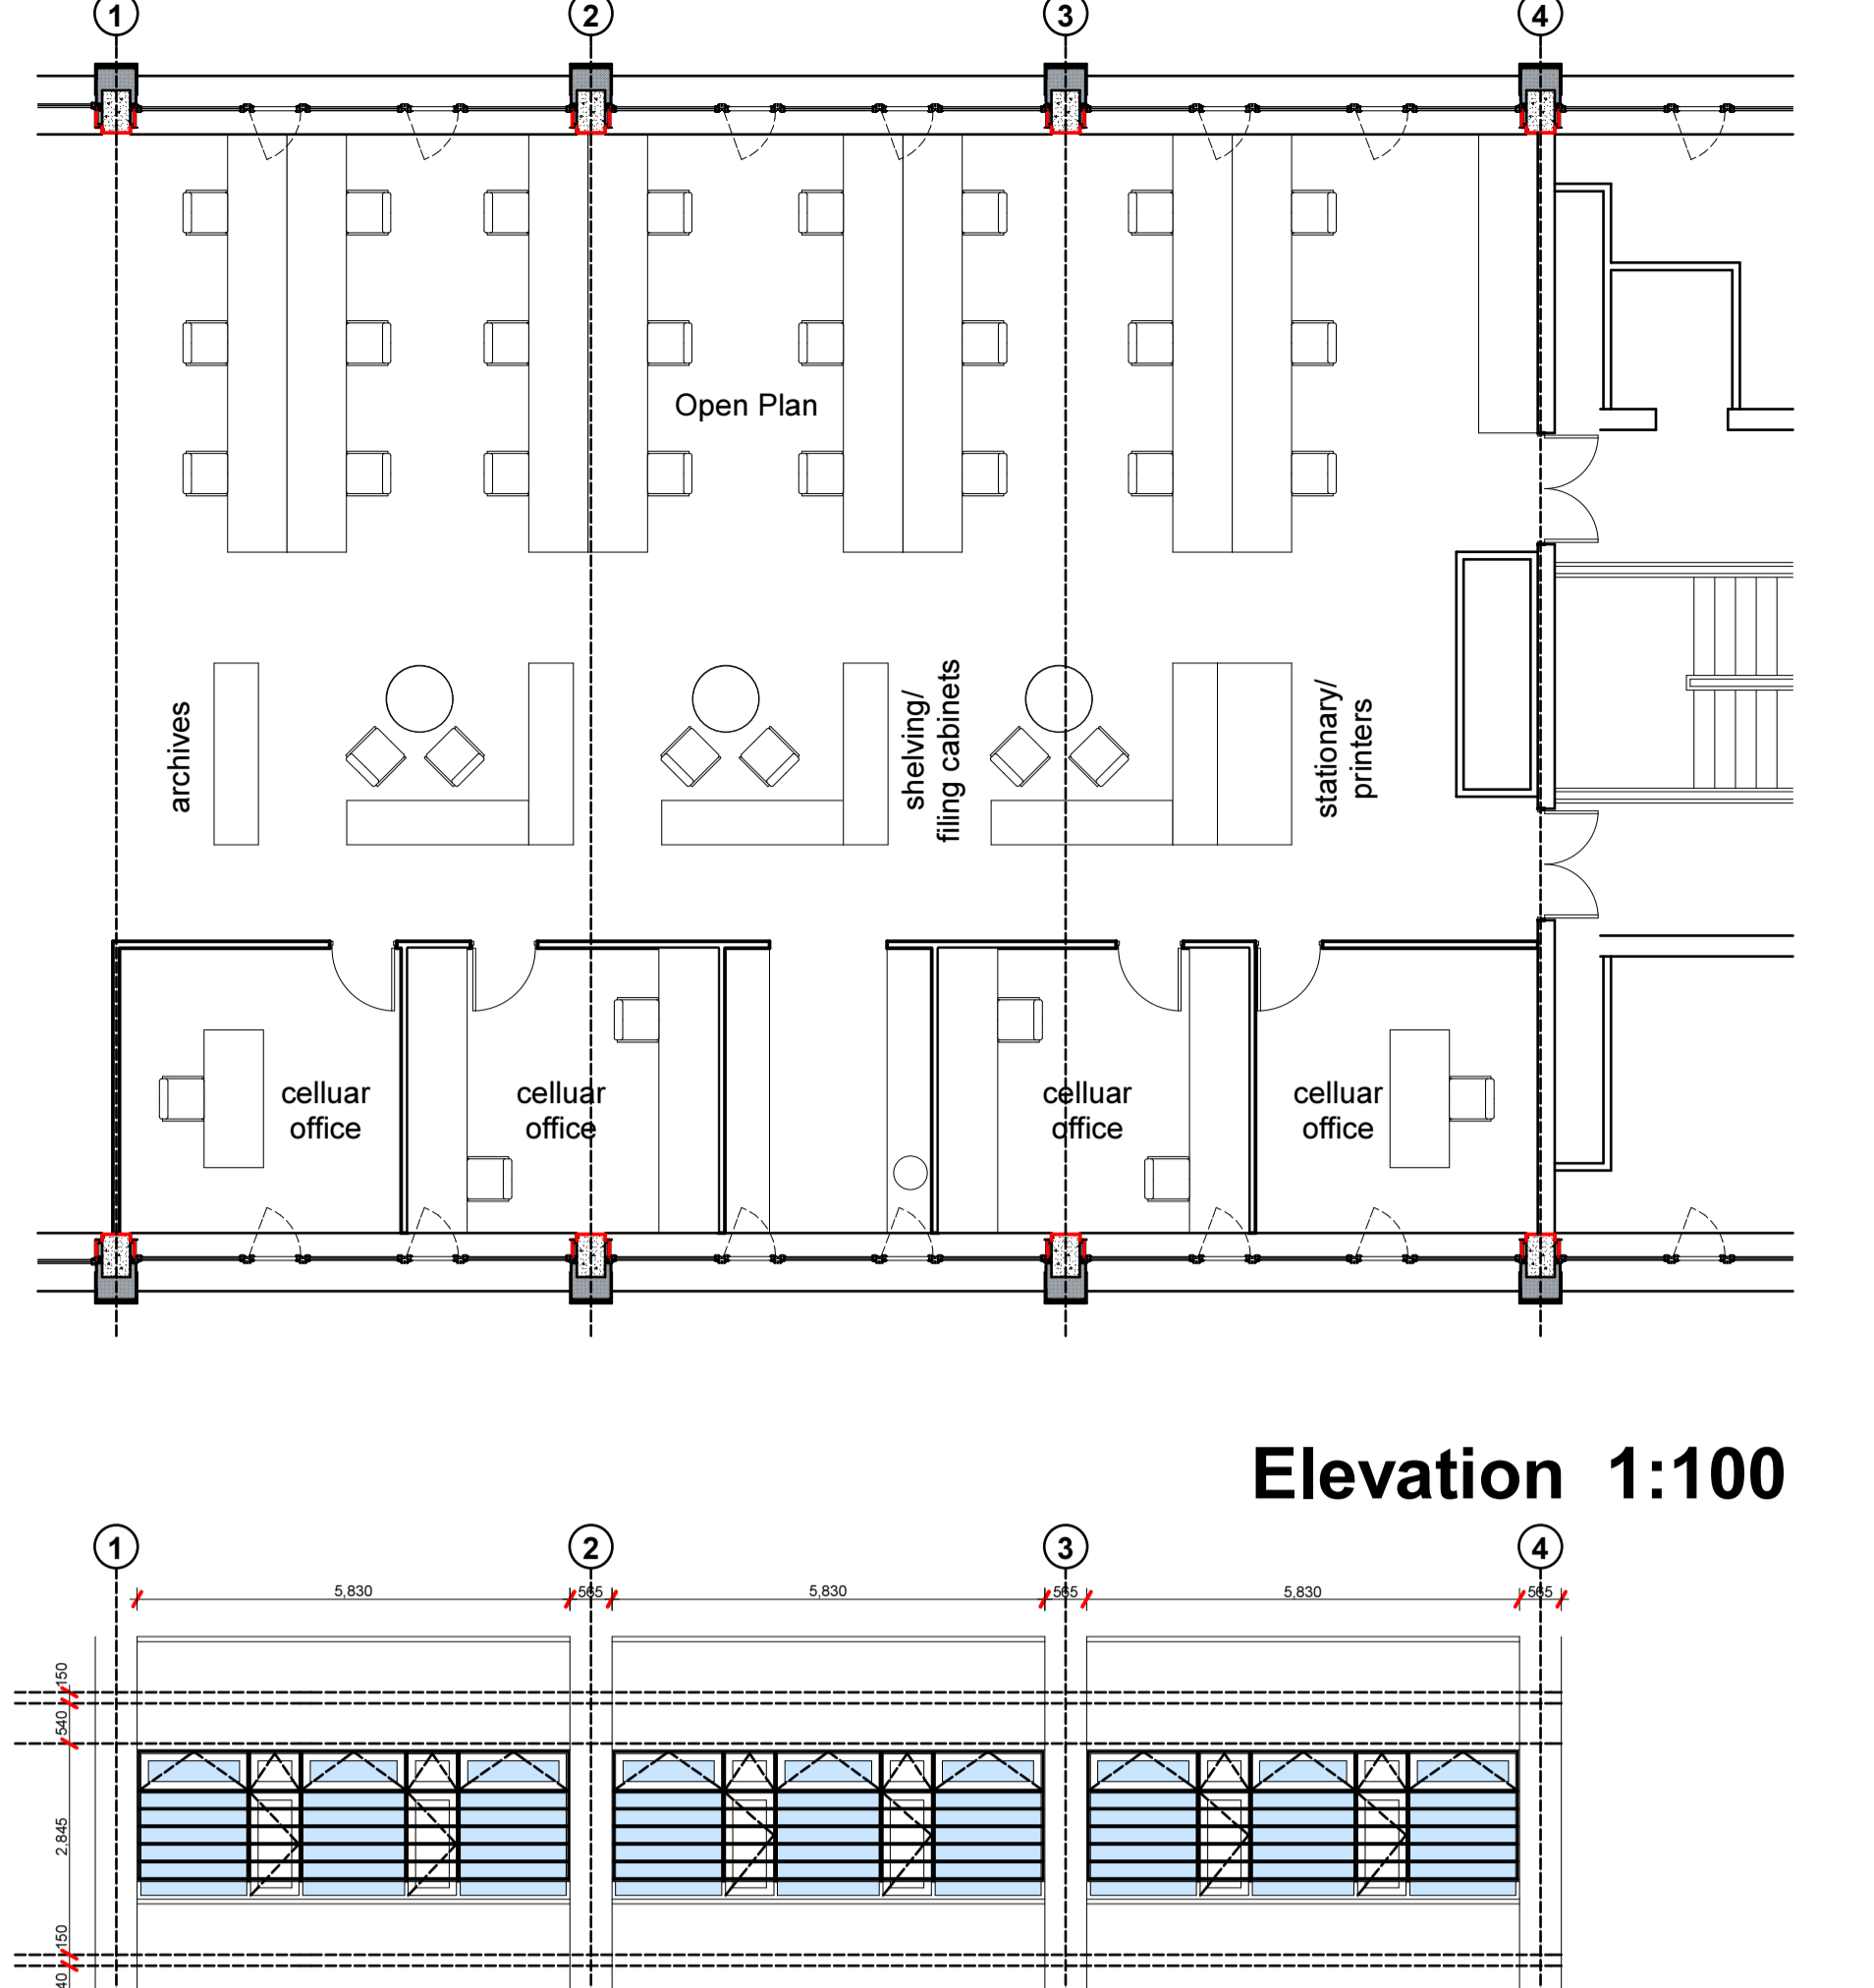 1 2 3 4
Open Plan
archives
shelving/
filing cabinets
stationary/
printers
celluar
office
celluar
office
celluar
office
celluar
office
Elevation 1:100
1 2 3 4
5,830 565 5,830 565 5,830 565
150
540
2,845
150
40